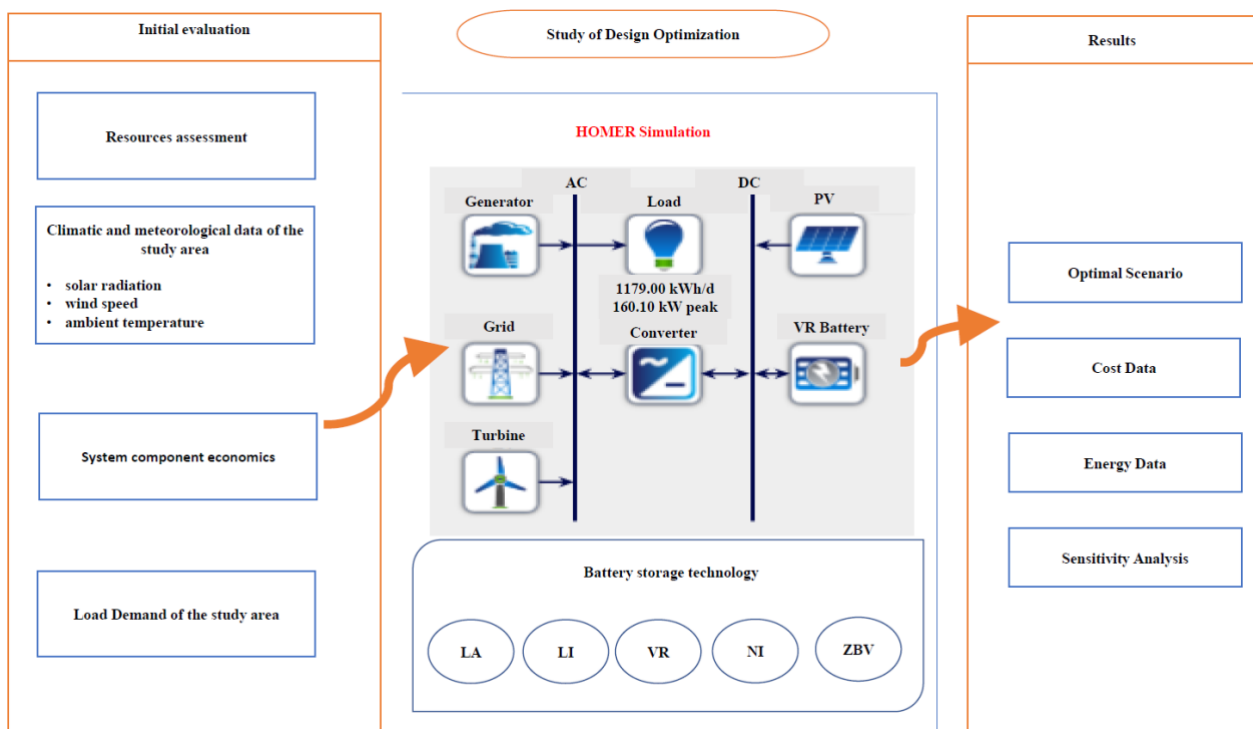 Initial evaluation
Resources assessment
Climatic and meteorological data of the
study area
• solar radiation
• wind speed
• ambient temperature
System component economics
Load Demand of the study area
Study of Design Optimization
HOMER Simulation
AC
DC
Generator
Load
PV
1179.00 kWh/d
160.10 kW peak
Grid
Converter
VR Battery
Turbine
Battery storage technology
LA
LI
VR
NI
ZBV
Results
Optimal Scenario
Cost Data
Energy Data
Sensitivity Analysis